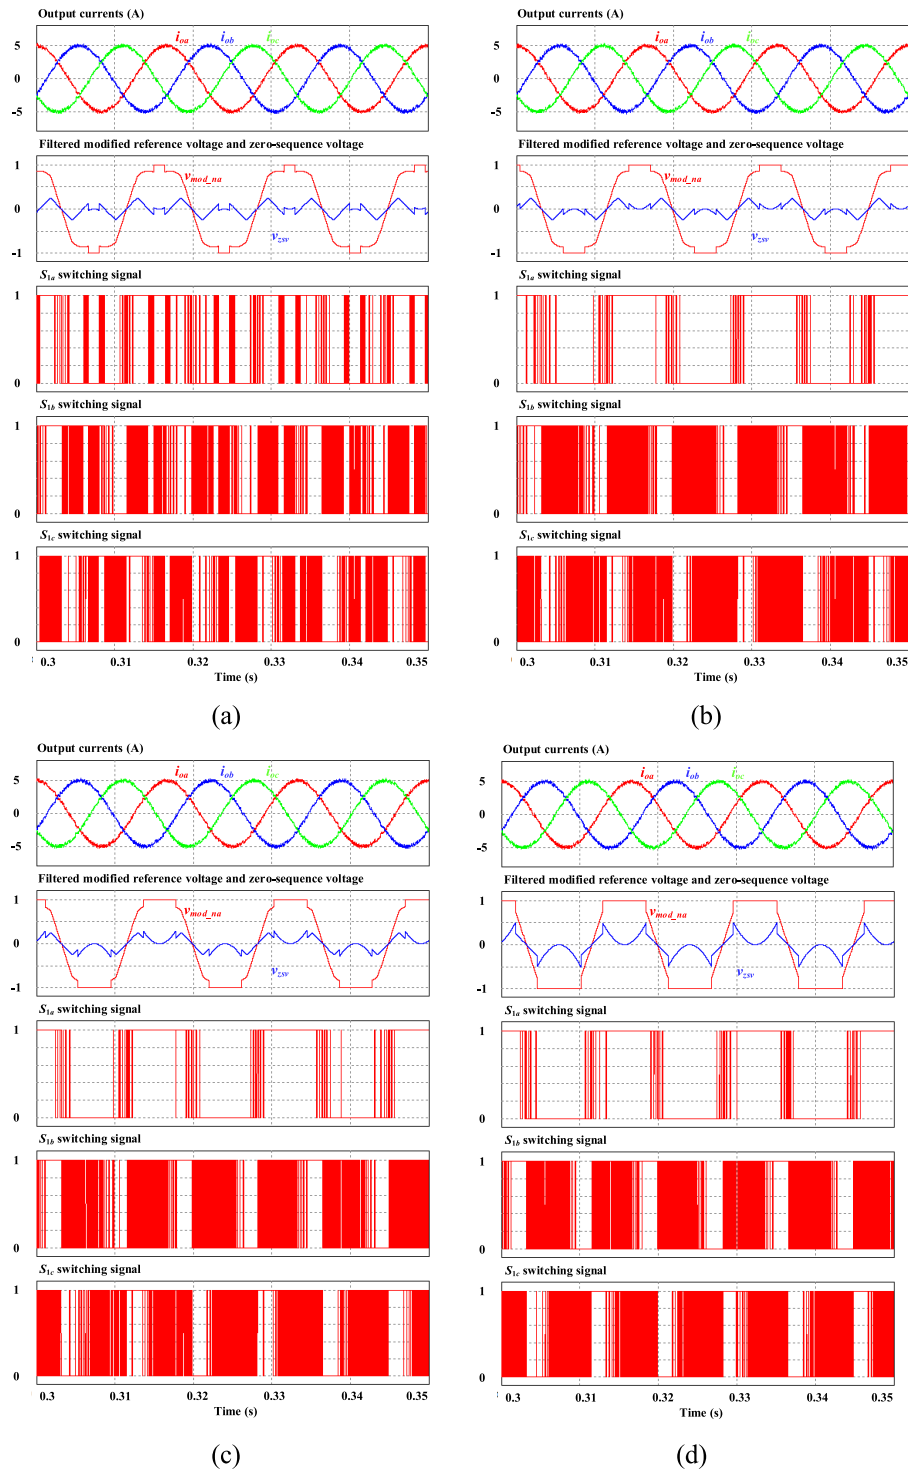 Output currents (A)
i_oa i_ob i_oc
5
0
-5
Filtered modified reference voltage and zero-sequence voltage
1
v_mod_na
0
v_zsv
-1
S_1a switching signal
1
0
S_1b switching signal
1
0
S_1c switching signal
1
0
0.3 0.31 0.32 0.33 0.34 0.35
Time (s)
(a)
Output currents (A)
i_oa i_ob i_oc
5
0
-5
Filtered modified reference voltage and zero-sequence voltage
1
v_mod_na
0
v_zsv
-1
S_1a switching signal
1
0
S_1b switching signal
1
0
S_1c switching signal
1
0
0.3 0.31 0.32 0.33 0.34 0.35
Time (s)
(b)
Output currents (A)
i_oa i_ob i_oc
5
0
-5
Filtered modified reference voltage and zero-sequence voltage
1
v_mod_na
0
v_zsv
-1
S_1a switching signal
1
0
S_1b switching signal
1
0
S_1c switching signal
1
0
0.3 0.31 0.32 0.33 0.34 0.35
Time (s)
(c)
Output currents (A)
i_oa i_ob i_oc
5
0
-5
Filtered modified reference voltage and zero-sequence voltage
1
v_mod_na
0
v_zsv
-1
S_1a switching signal
1
0
S_1b switching signal
1
0
S_1c switching signal
1
0
0.3 0.31 0.32 0.33 0.34 0.35
Time (s)
(d)